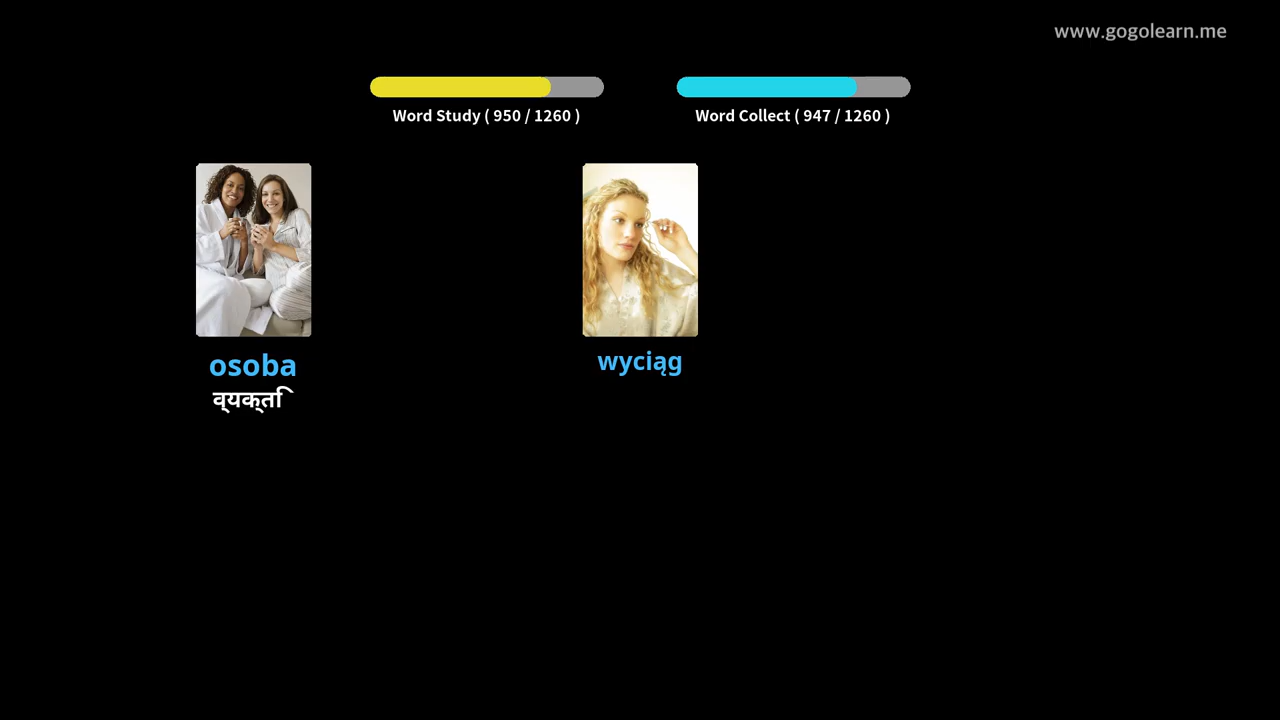 www.gogolearn.me
Word Study ( 950 / 1260 )
Word Collect ( 947 / 1260 )
osoba
व्यक्ति
wyciąg